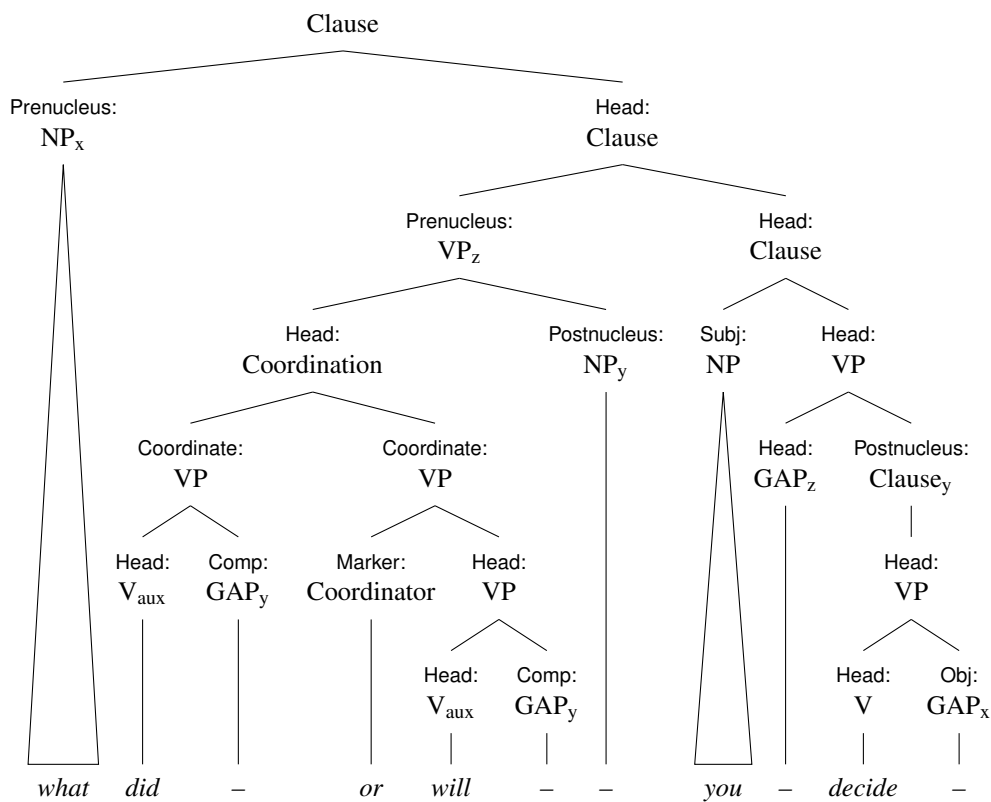 Clause
Prenucleus: Head:
NPx Clause
Prenucleus: Head:
VPz Clause
Head: Postnucleus: Subj: Head:
Coordination NPy NP VP
Coordinate: Coordinate: Head: Postnucleus:
VP VP GAPz Clausey
Head: Comp: Marker: Head: Head:
Vaux GAPy Coordinator VP VP
Head: Comp: Head: Obj:
Vaux GAPy V GAPx
what did – or will – – you – decide –